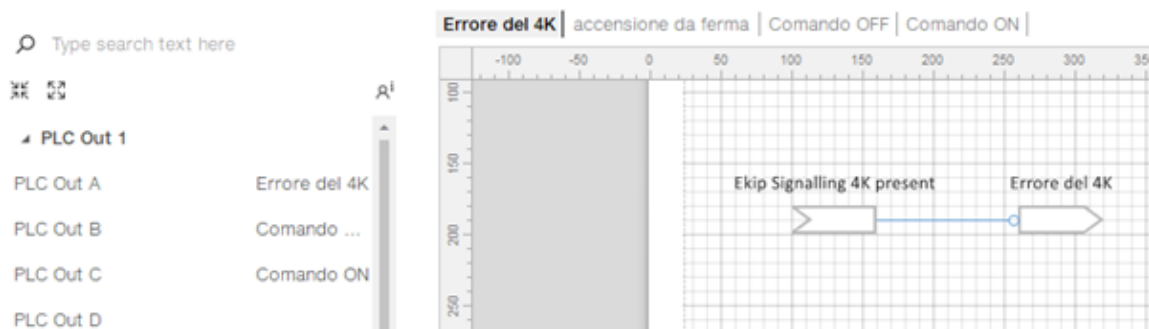 Errore del 4K accensione da ferma Comando OFF Comando ON
Type search text here
-100 -50 0 50 100 150 200 250 300 350
PLC Out 1
PLC Out A Errore del 4K
PLC Out B Comando ...
PLC Out C Comando ON
PLC Out D
100
150
200
250
Ekip Signalling 4K present Errore del 4K